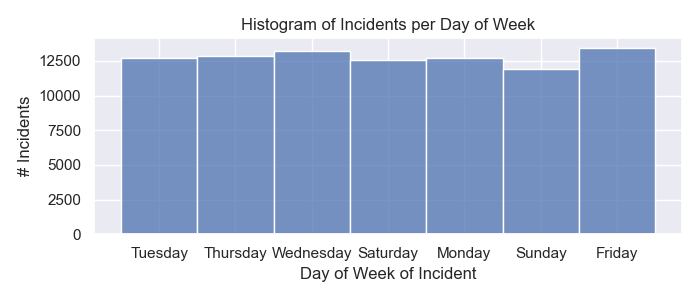 Histogram of Incidents per Day of Week
12500
10000
7500
5000
2500
0
# Incidents
Tuesday Thursday Wednesday Saturday Monday Sunday Friday
Day of Week of Incident